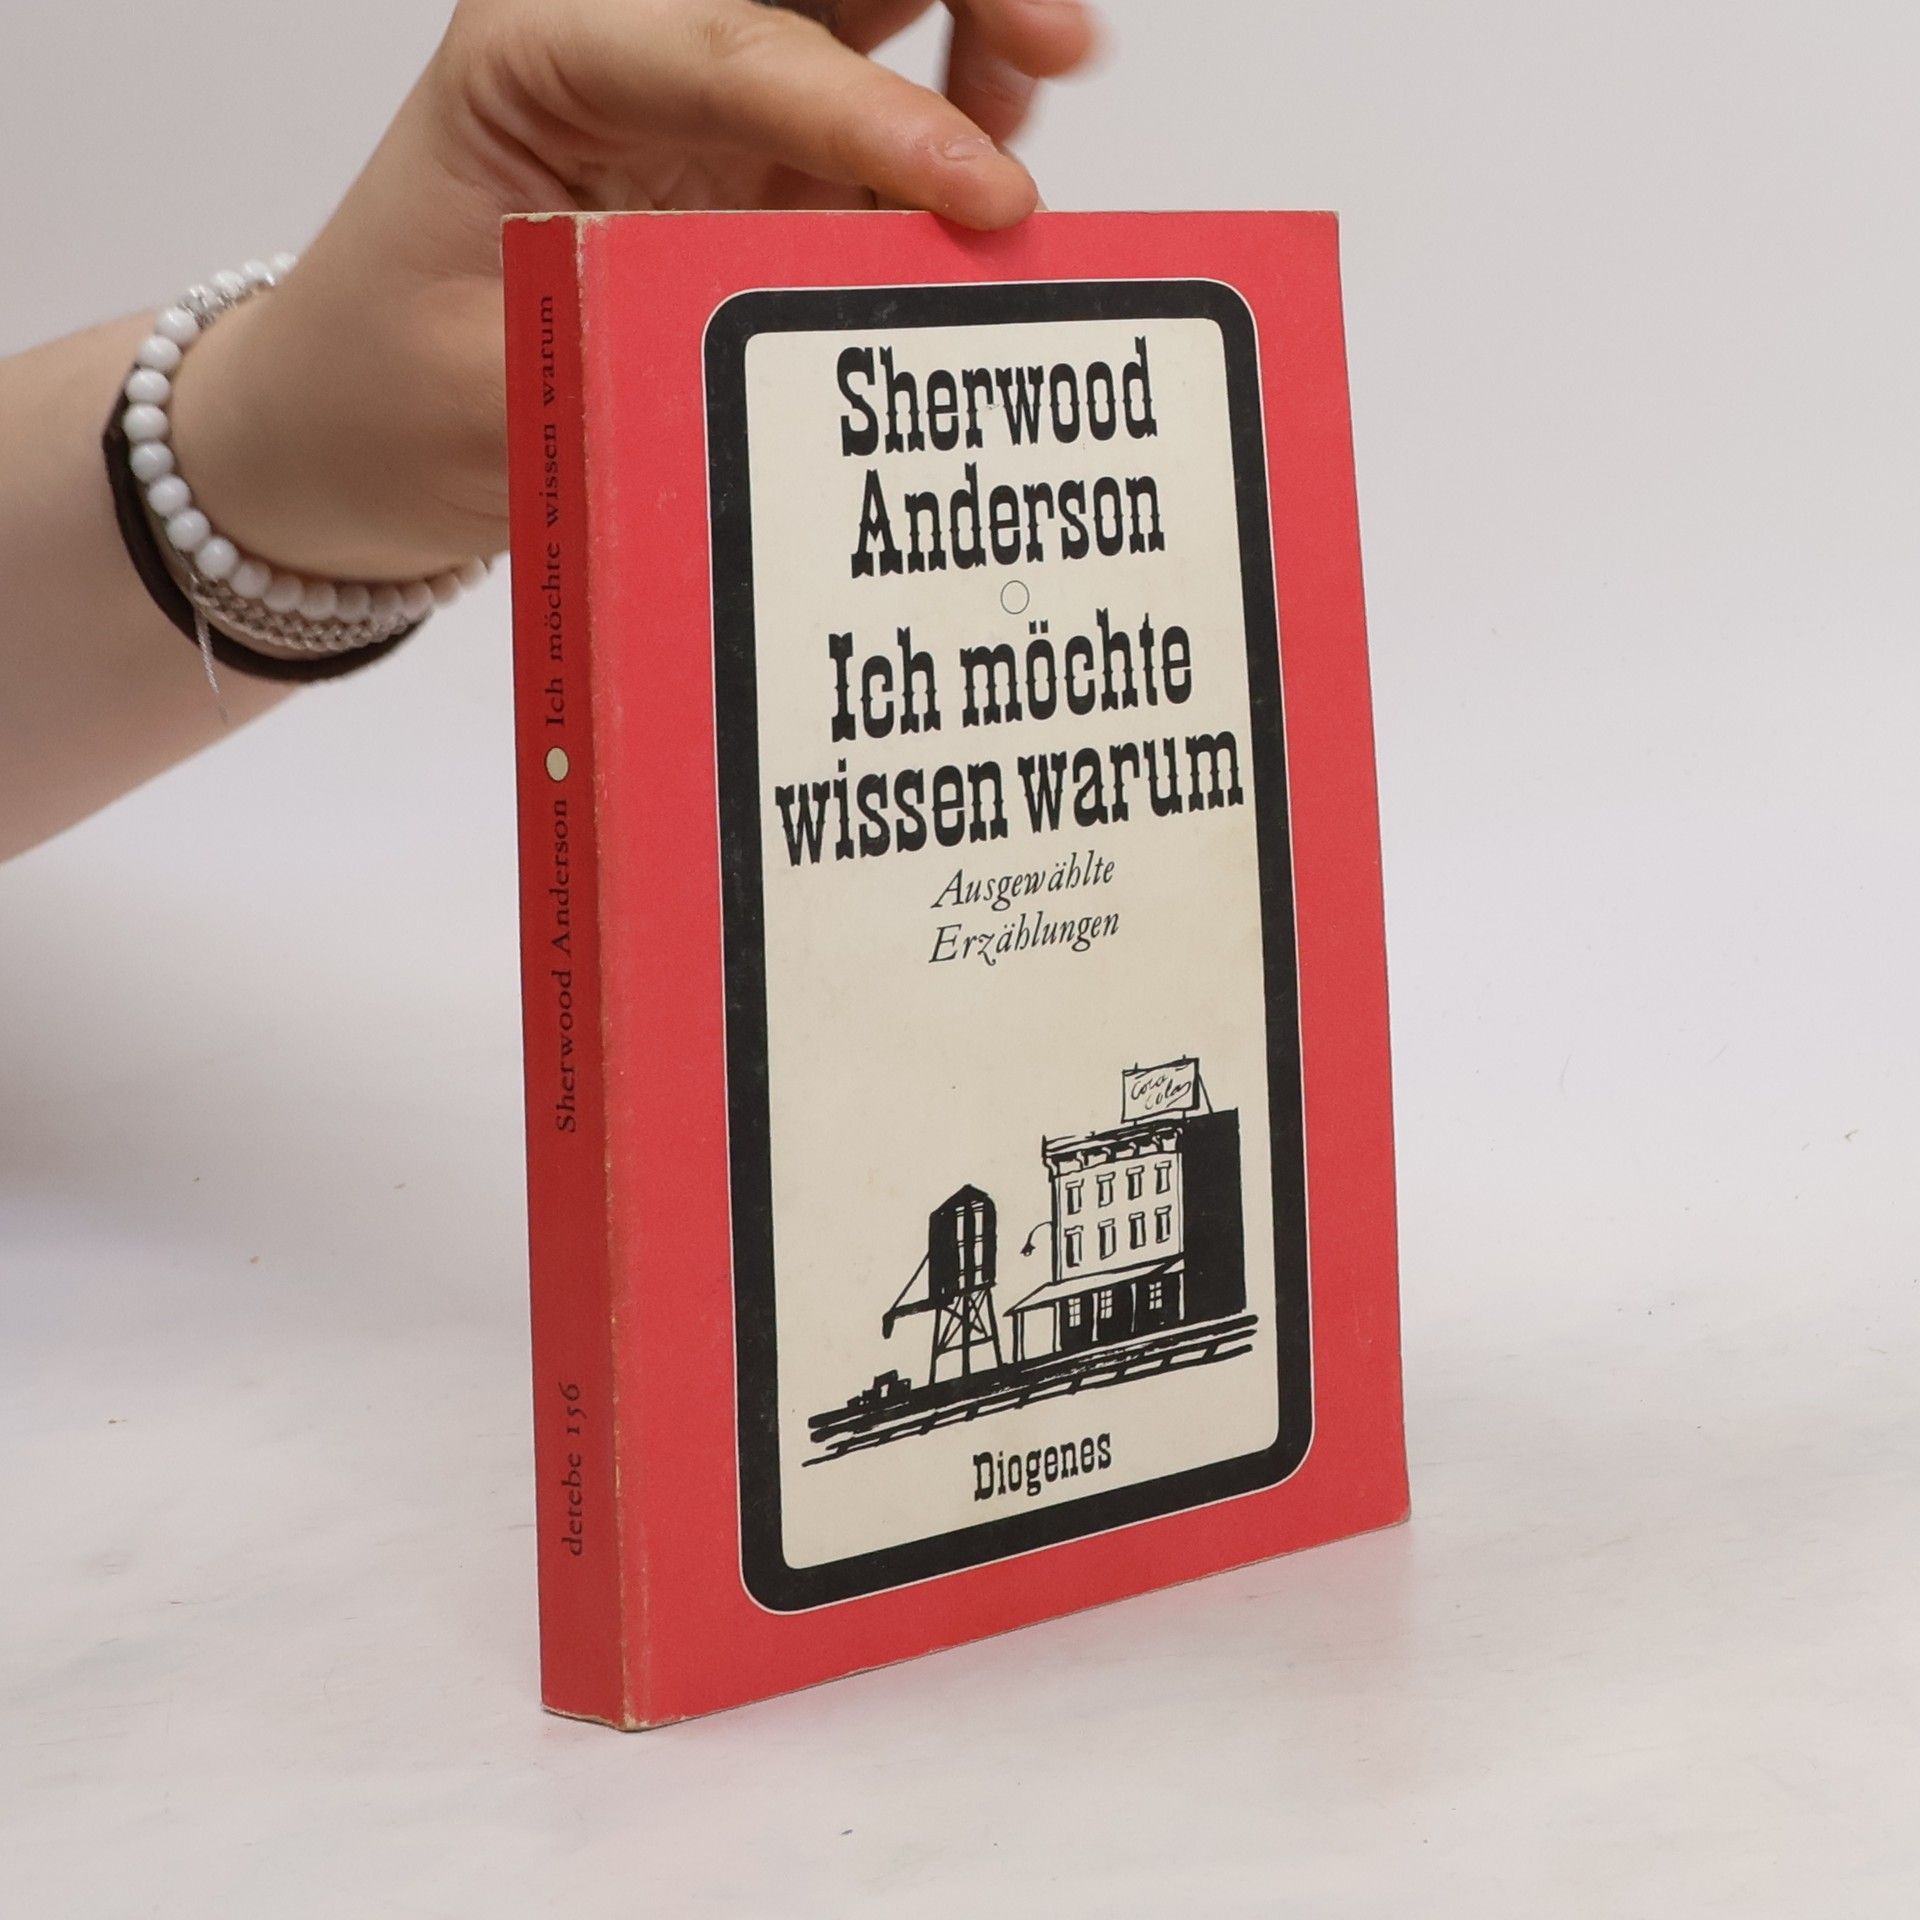 Sherwood
Anderson
Ich möchte
wissen warum
Ausgewählte
Erzählungen
Coca
Cola
Diogenes
Sherwood Anderson Ich möchte wissen warum
detebe 156